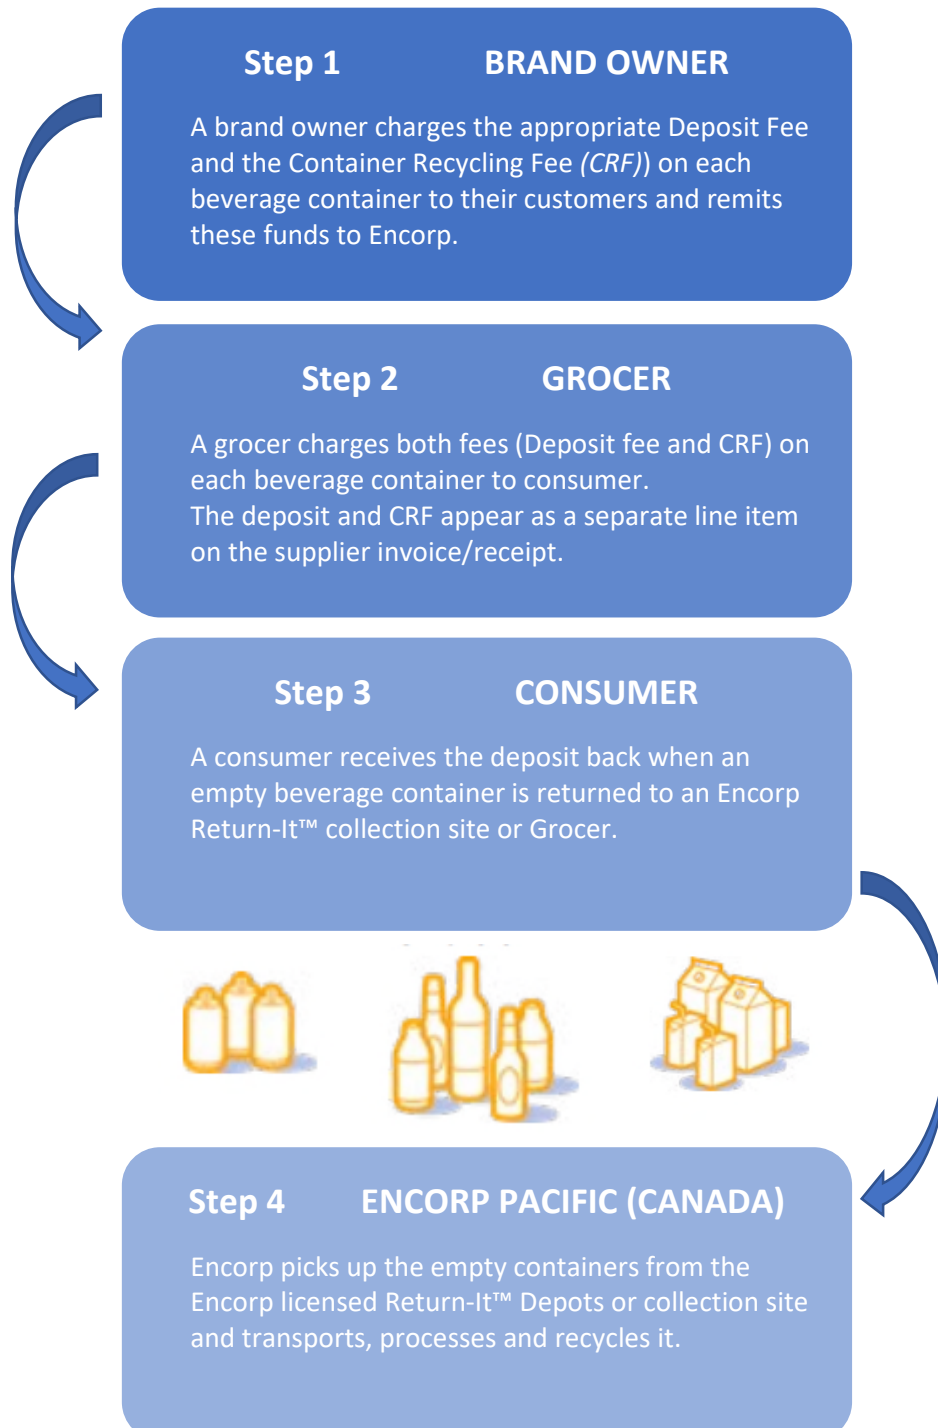 Step 1 BRAND OWNER
A brand owner charges the appropriate Deposit Fee
and the Container Recycling Fee (CRF)) on each
beverage container to their customers and remits
these funds to Encorp.
Step 2 GROCER
A grocer charges both fees (Deposit fee and CRF) on
each beverage container to consumer.
The deposit and CRF appear as a separate line item
on the supplier invoice/receipt.
Step 3 CONSUMER
A consumer receives the deposit back when an
empty beverage container is returned to an Encorp
Return-It™ collection site or Grocer.
Step 4 ENCORP PACIFIC (CANADA)
Encorp picks up the empty containers from the
Encorp licensed Return-It™ Depots or collection site
and transports, processes and recycles it.